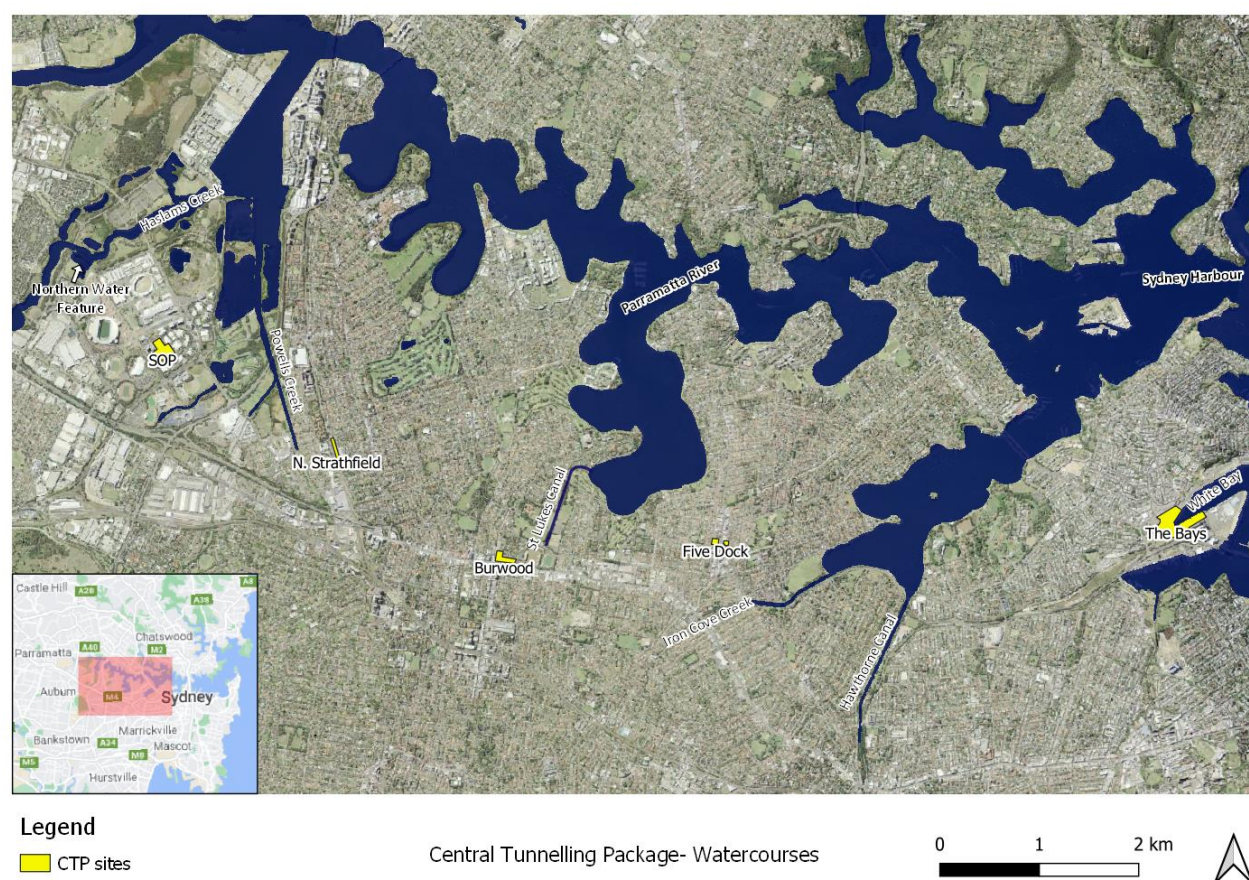 Haslams Creek
Northern Water
Feature
SOP
Powells Creek
N. Strathfield
Parramatta River
Sydney Harbour
St Lukes Canal
Burwood
Five Dock
White Bay
The Bays
Iron Cove Creek
Hawthorne Canal
Castle Hill
A28
A8
A38
Chatswood
Parramatta
A40
M2
Auburn
M4
Sydney
Bankstown
A34
Marrickville
M8
Mascot
M5
Hurstville
Legend
CTP sites
Central Tunnelling Package- Watercourses
0 1 2 km